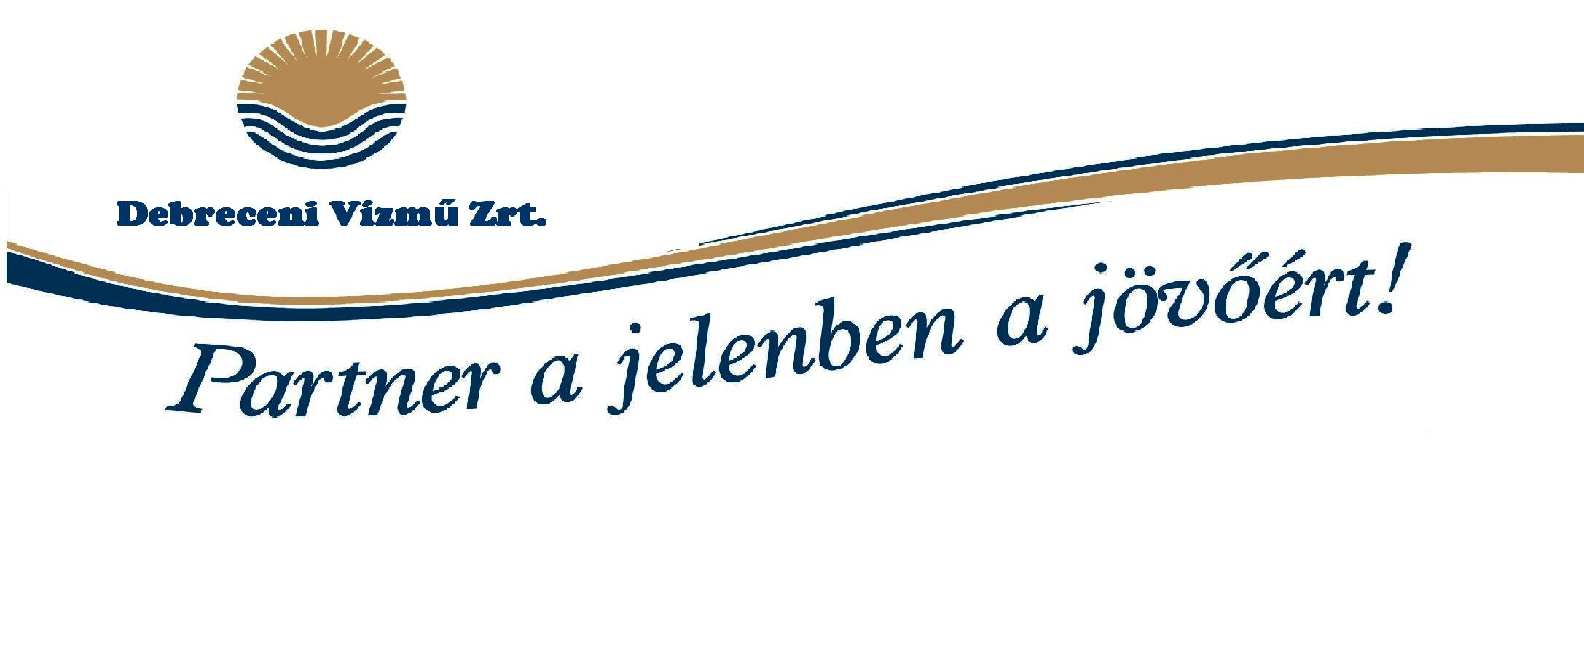 Debreceni Vízmű Zrt.
Partner a jelenben a jövőért!